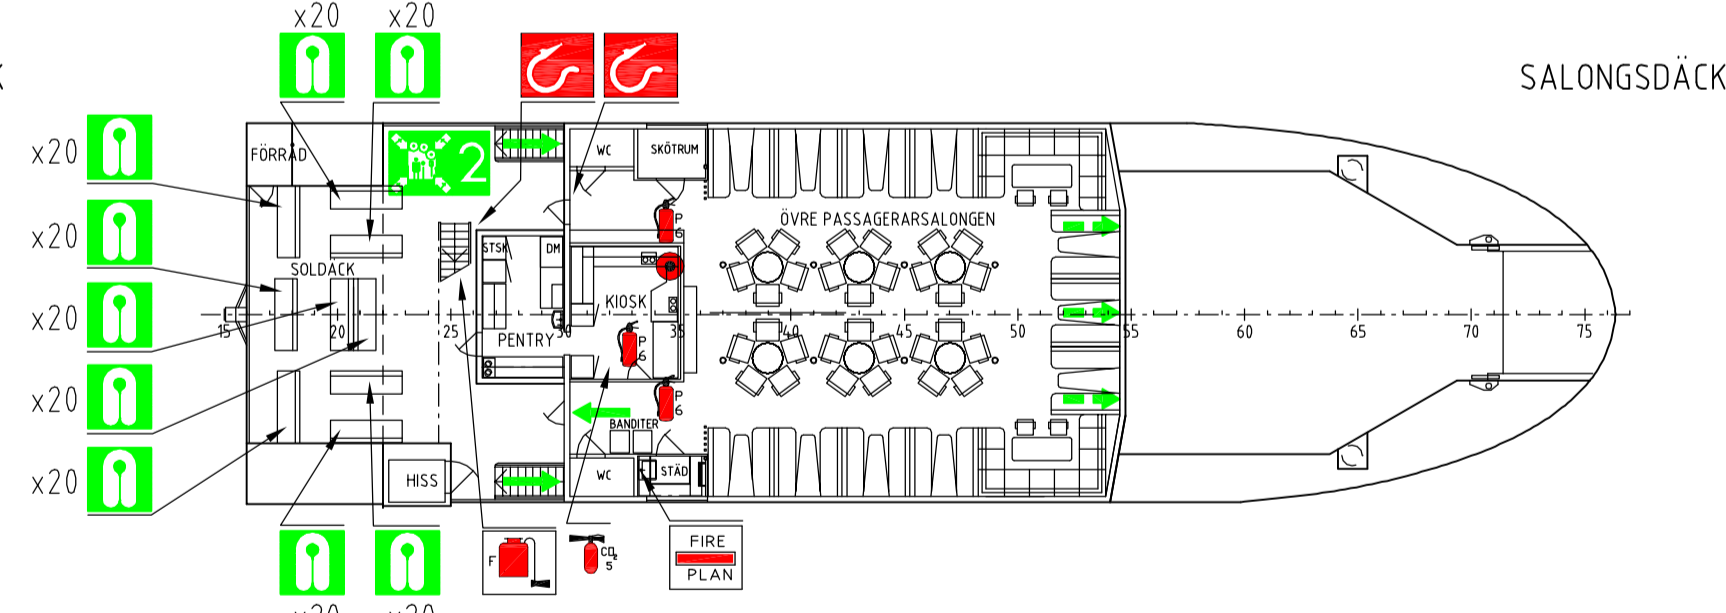 x20 x20
SALONGSDÄCK
x20
FÖRRÅD
2
WC
SKÖTRUM
x20
P
6
ÖVRE PASSAGERARSALONGEN
STSK
DM
SOLDÄCK
KIOSK
x20
15 20 25 30 35 40 45 50 55 60 65 70 75
PENTRY
P
6
x20
P
6
BANDITER
x20
HISS
WC
STÄD
F
CO2
5
FIRE
PLAN
x20 x20